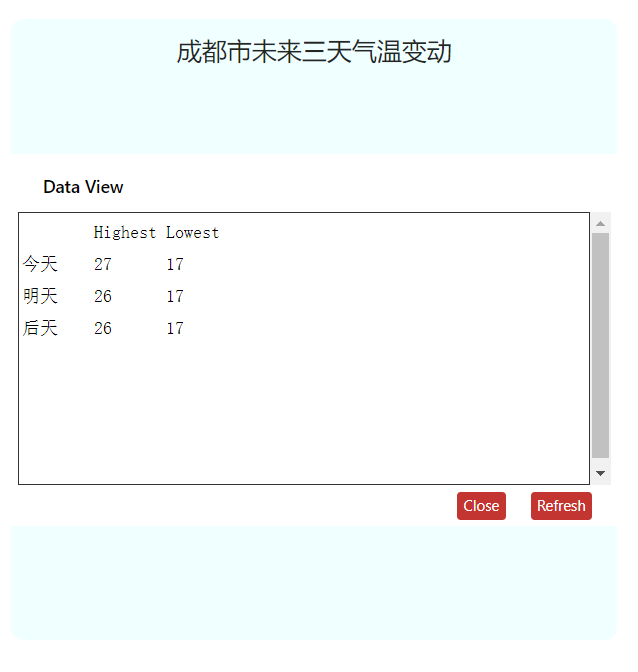 成都市未来三天气温变动
Data View
Highest Lowest
今天 27 17
明天 26 17
后天 26 17
Close Refresh